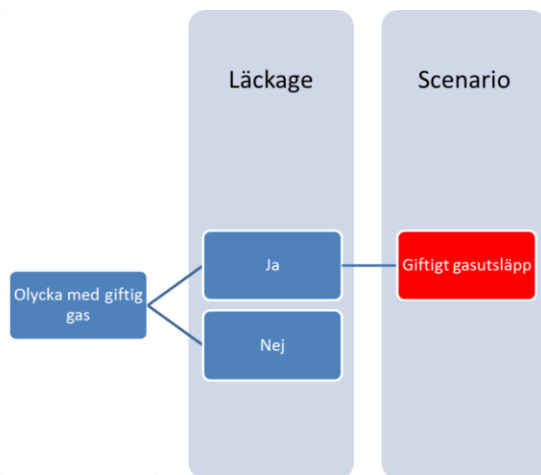 Läckage
Scenario
Ja
Giftigt gasutsläpp
Olycka med giftig
gas
Nej